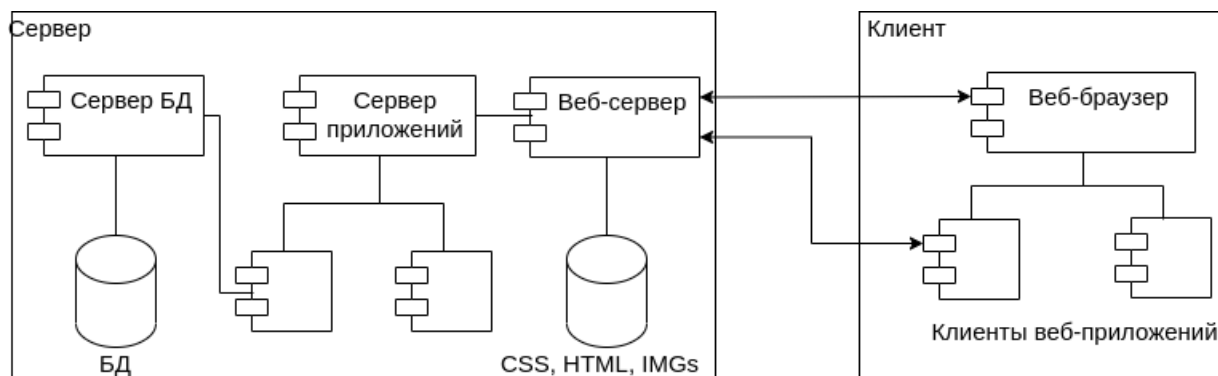 Сервер
Клиент
Сервер БД
Сервер
приложений
Веб-сервер
Веб-браузер
БД
CSS, HTML, IMGs
Клиенты веб-приложений